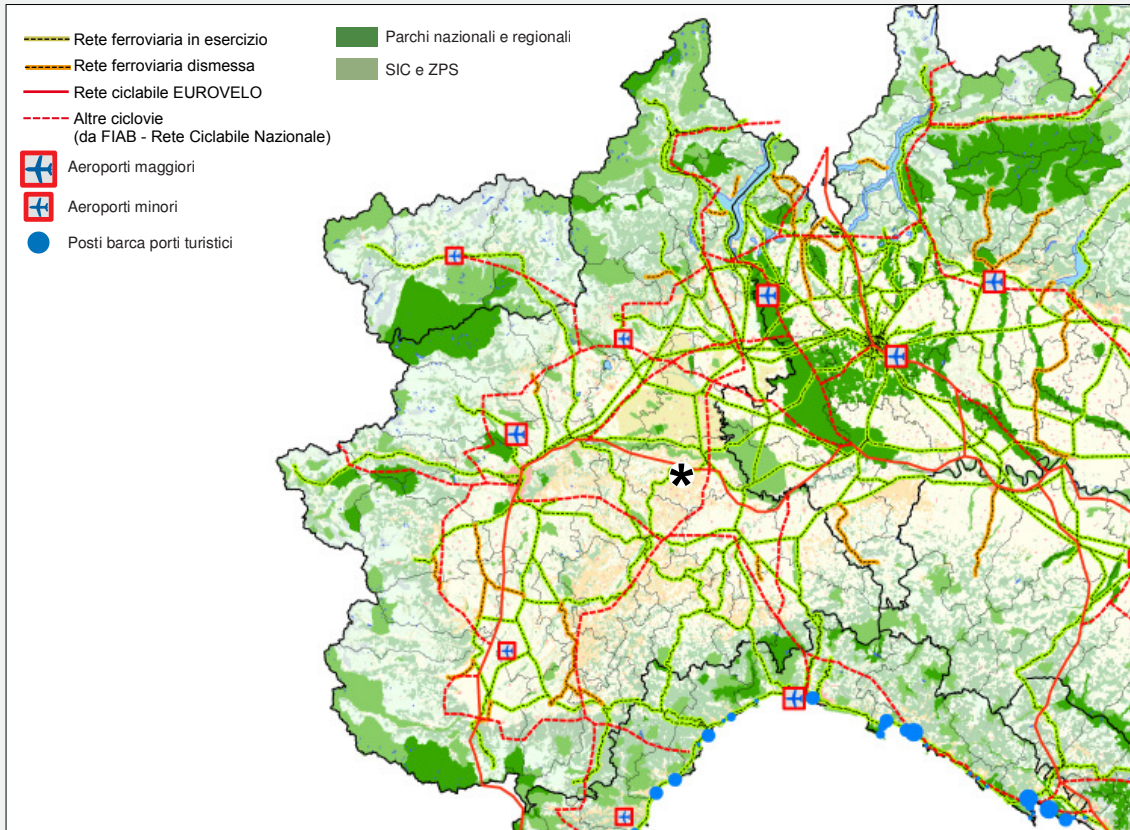 Rete ferroviaria in esercizio
Rete ferroviaria dismessa
Rete ciclabile EUROVELO
Altre ciclovie
(da FIAB - Rete Ciclabile Nazionale)
Aeroporti maggiori
Aeroporti minori
Posti barca porti turistici
Parchi nazionali e regionali
SIC e ZPS
*